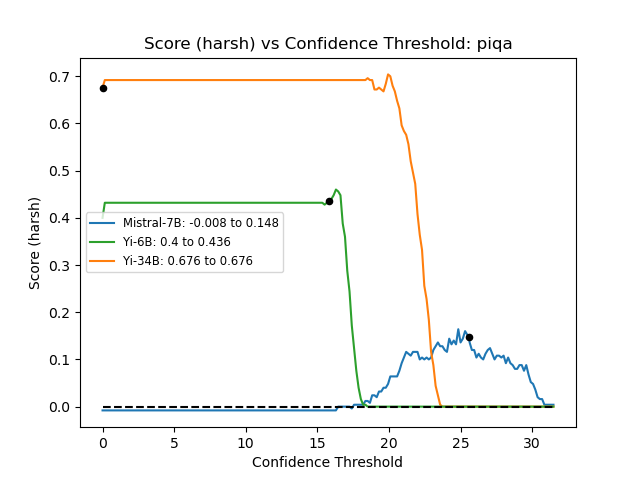 Score (harsh) vs Confidence Threshold: piqa
Score (harsh)
0.7
0.6
0.5
0.4
0.3
0.2
0.1
0.0
Mistral-7B: -0.008 to 0.148
Yi-6B: 0.4 to 0.436
Yi-34B: 0.676 to 0.676
0 5 10 15 20 25 30
Confidence Threshold